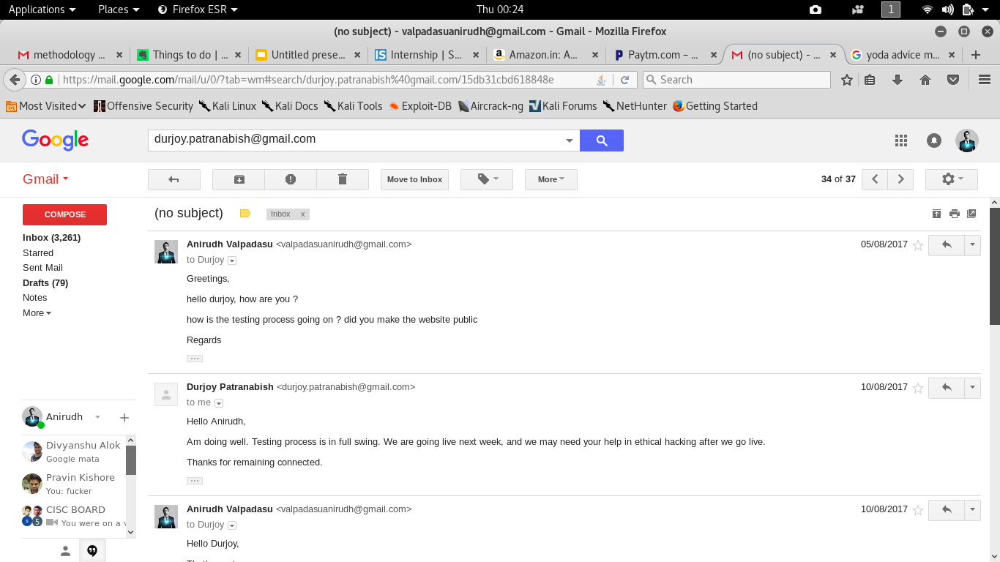 Applications Places Firefox ESR Thu 00:24 1
(no subject) - valpadasuanirudh@gmail.com - Gmail - Mozilla Firefox
methodology ... Things to do | ... Untitled prese... Internship | S... Amazon.in: A... Paytm.com – ... (no subject) - ... yoda advice m...
https://mail.google.com/mail/u/0/?tab=wm#search/durjoy.patranabish%40gmail.com/15db31cbd618848e Search
Most Visited Offensive Security Kali Linux Kali Docs Kali Tools Exploit-DB Aircrack-ng Kali Forums NetHunter Getting Started
Google durjoy.patranabish@gmail.com
Gmail Move to Inbox More 34 of 37
COMPOSE
Inbox (3,261)
Starred
Sent Mail
Drafts (79)
Notes
More
(no subject) Inbox x
Anirudh Valpadasu <valpadasuanirudh@gmail.com> 05/08/2017
to Durjoy
Greetings,
hello durjoy, how are you ?
how is the testing process going on ? did you make the website public
Regards
...
Durjoy Patranabish <durjoy.patranabish@gmail.com> 10/08/2017
to me
Hello Anirudh,
Am doing well. Testing process is in full swing. We are going live next week, and we may need your help in ethical hacking after we go live.
Thanks for remaining connected.
...
Anirudh Valpadasu <valpadasuanirudh@gmail.com> 10/08/2017
to Durjoy
Hello Durjoy,
Anirudh
Divyanshu Alok
Google mata
Pravin Kishore
You: fucker
CISC BOARD
5 You were on a v